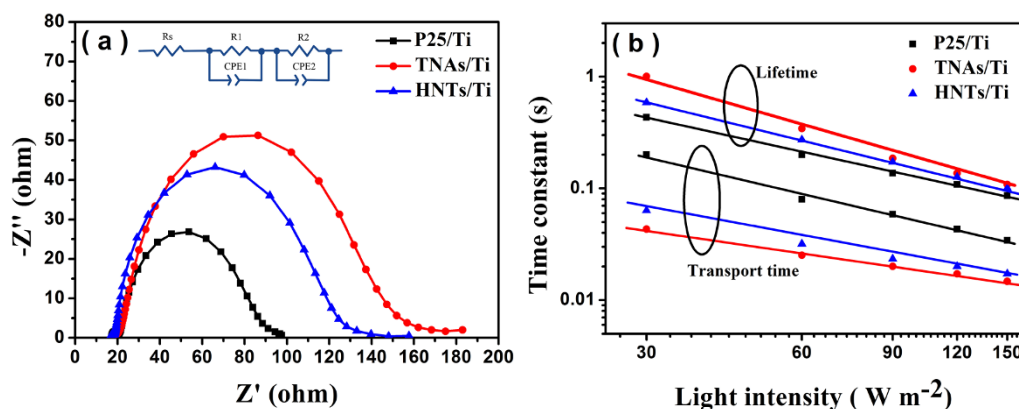 ( a )
Rs
R1
R2
CPE1
CPE2
P25/Ti
TNAs/Ti
HNTs/Ti
80
70
60
50
40
30
20
10
0
-Z'' (ohm)
0 20 40 60 80 100 120 140 160 180 200
Z' (ohm)
( b )
P25/Ti
TNAs/Ti
HNTs/Ti
Lifetime
Transport time
1
0.1
0.01
Time constant (s)
30 60 90 120 150
Light intensity ( W m-2)